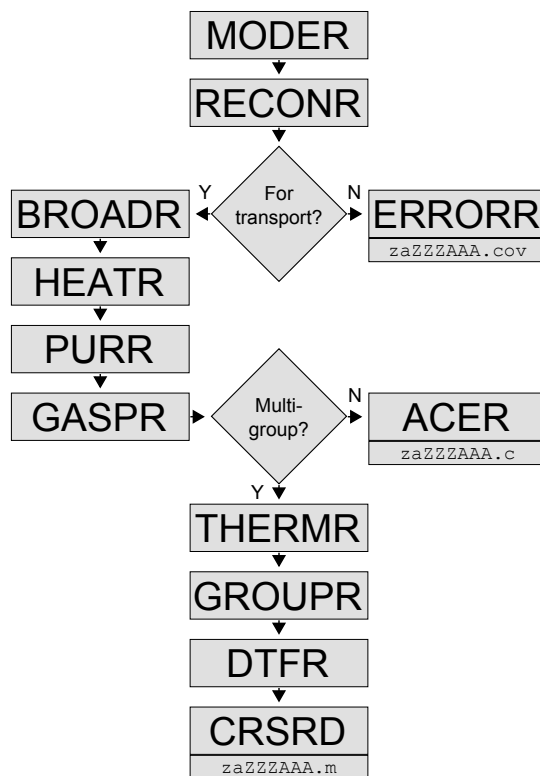 MODER
RECONR
For
transport?
Y
N
BROADR
ERRORR
zaZZZAAA.cov
HEATR
PURR
GASPR
Multi-
group?
N
ACER
zaZZZAAA.c
Y
THERMR
GROUPR
DTFR
CRSRD
zaZZZAAA.m